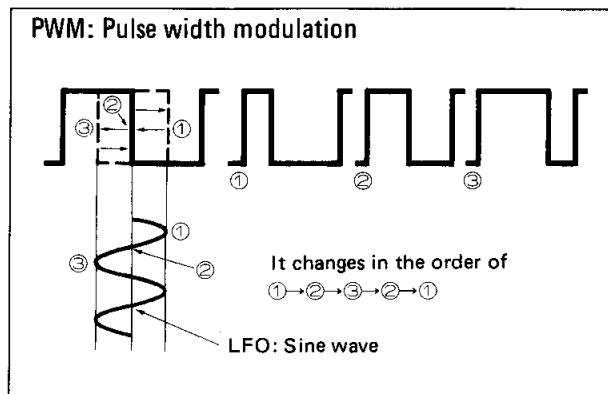 PWM: Pulse width modulation
②
③ ①
① ② ③
①
③ ②
It changes in the order of
①→②→③→②→①
LFO: Sine wave